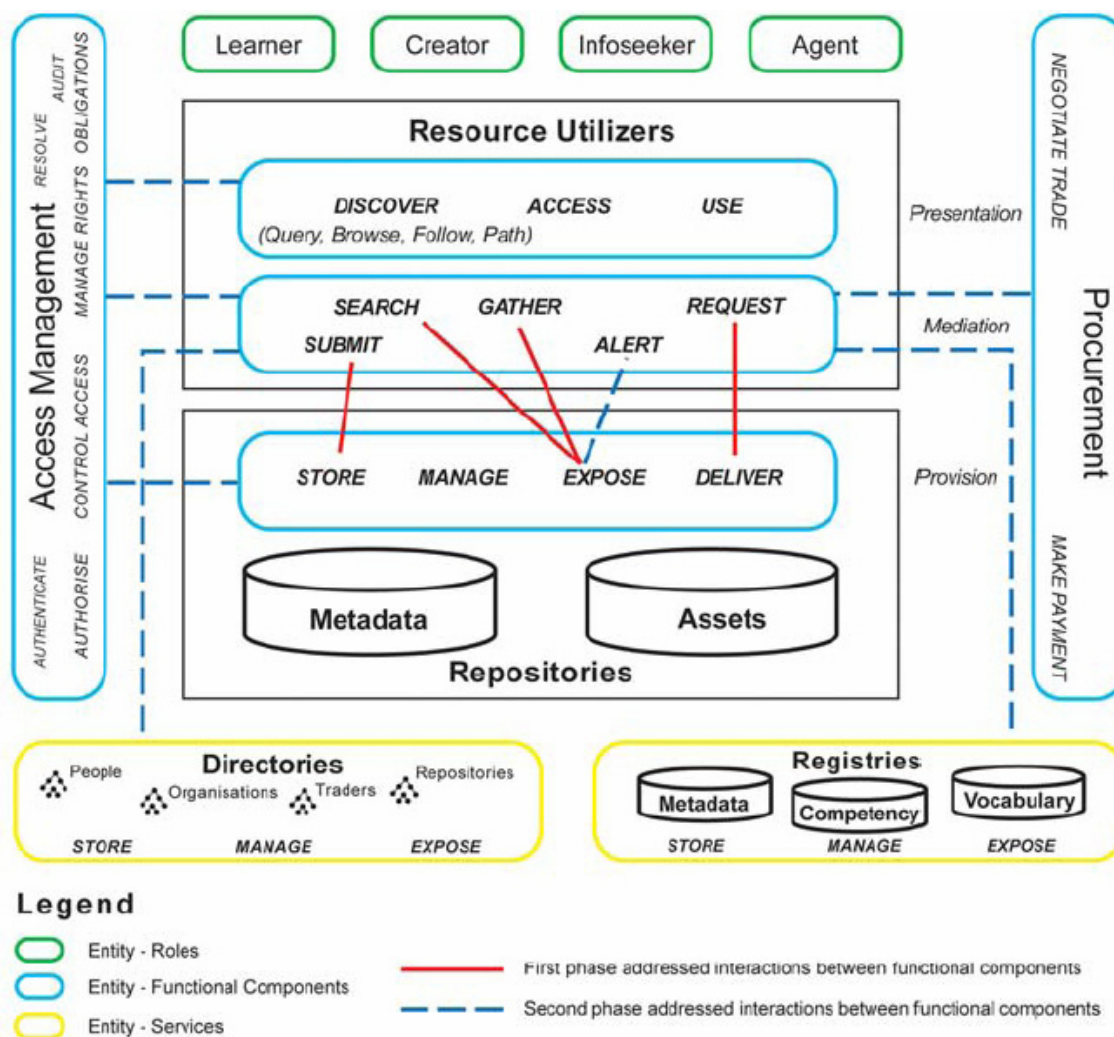 Learner
Creator
Infoseeker
Agent
Access Management
AUDIT
RESOLVE
OBLIGATIONS
MANAGE RIGHTS
CONTROL ACCESS
AUTHENTICATE
AUTHORISE
Resource Utilizers
DISCOVER
ACCESS
USE
(Query, Browse, Follow, Path)
Presentation
SEARCH
GATHER
REQUEST
SUBMIT
ALERT
Mediation
STORE
MANAGE
EXPOSE
DELIVER
Provision
Metadata
Assets
Repositories
NEGOTIATE TRADE
Procurement
MAKE PAYMENT
Directories
People
Organisations
Traders
Repositories
STORE
MANAGE
EXPOSE
Registries
Metadata
Competency
Vocabulary
STORE
MANAGE
EXPOSE
Legend
Entity - Roles
Entity - Functional Components
Entity - Services
First phase addressed interactions between functional components
Second phase addressed interactions between functional components